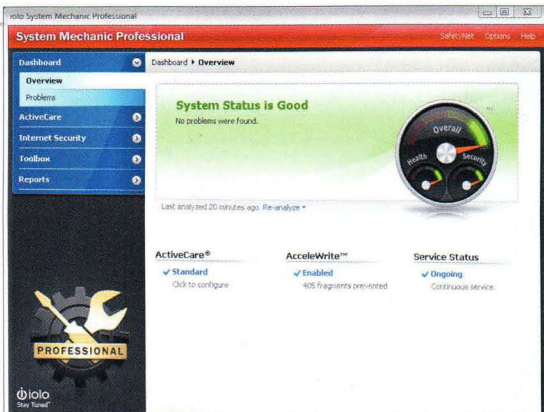 iolo System Mechanic Professional
System Mechanic Professional
SafetyNet Options Help
Dashboard
Dashboard Overview
Overview
Problems
ActiveCare
Internet Security
Toolbox
Reports
System Status is Good
No problems were found.
Overall
Health
Security
Last analyzed 20 minutes ago. Re-analyze
ActiveCare®
Standard
Click to configure
AcceleWrite™
Enabled
405 fragments prevented
Service Status
Ongoing
Continuous service.
PROFESSIONAL
iolo
Stay Tuned®